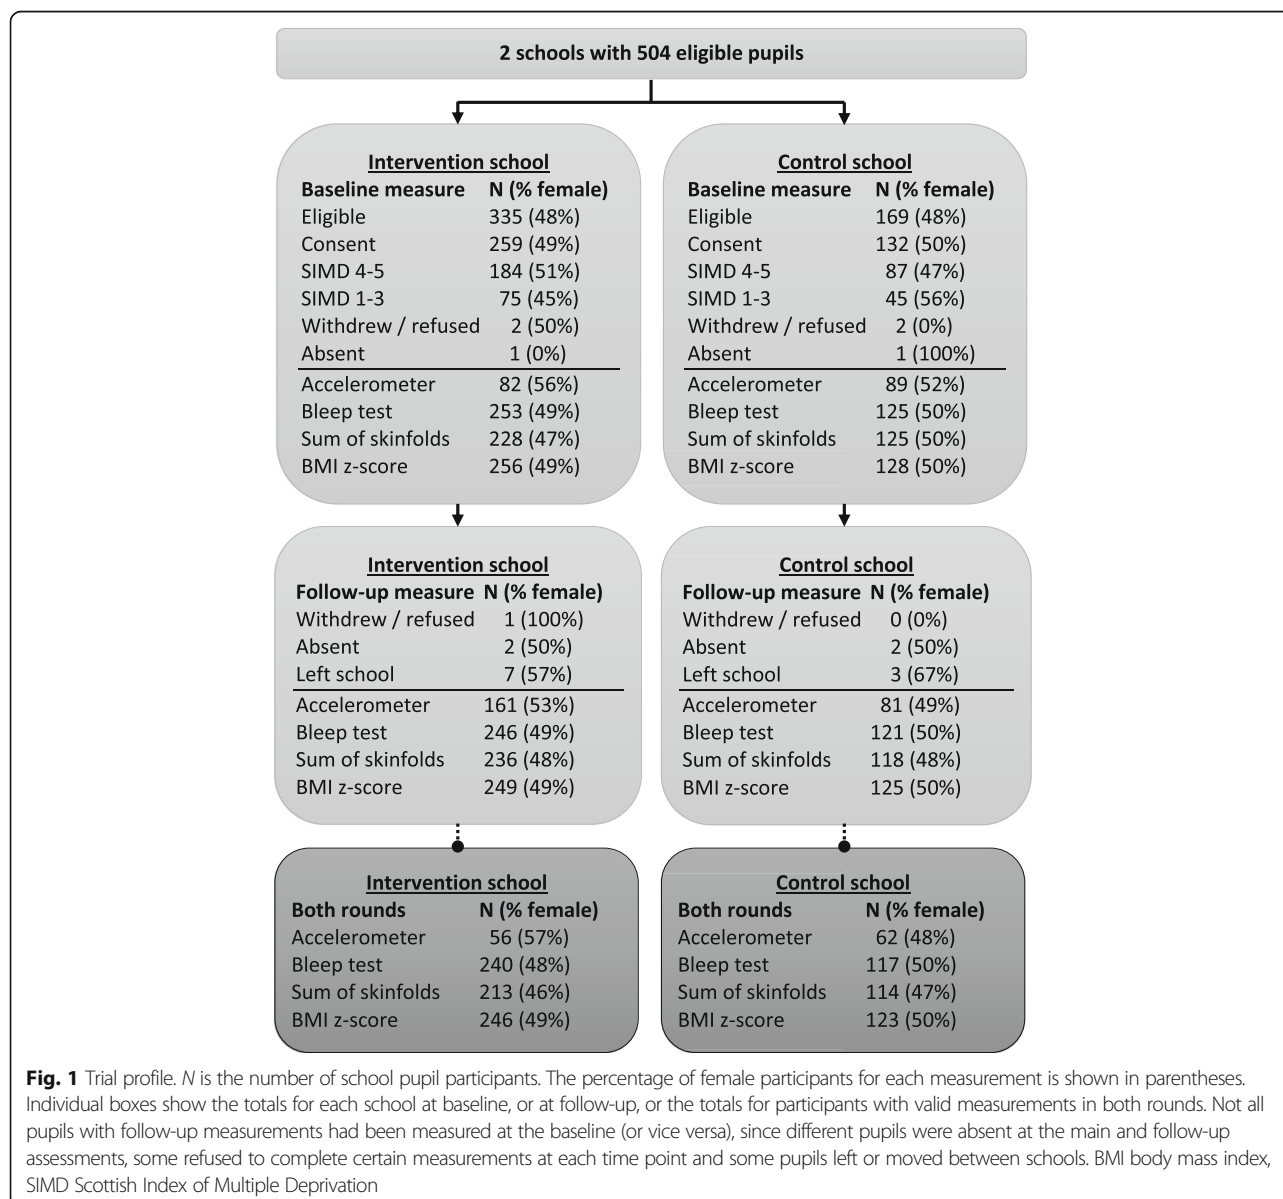 2 schools with 504 eligible pupils
Intervention school
Baseline measure N (% female)
Eligible 335 (48%)
Consent 259 (49%)
SIMD 4-5 184 (51%)
SIMD 1-3 75 (45%)
Withdrew / refused 2 (50%)
Absent 1 (0%)
Accelerometer 82 (56%)
Bleep test 253 (49%)
Sum of skinfolds 228 (47%)
BMI z-score 256 (49%)
Control school
Baseline measure N (% female)
Eligible 169 (48%)
Consent 132 (50%)
SIMD 4-5 87 (47%)
SIMD 1-3 45 (56%)
Withdrew / refused 2 (0%)
Absent 1 (100%)
Accelerometer 89 (52%)
Bleep test 125 (50%)
Sum of skinfolds 125 (50%)
BMI z-score 128 (50%)
Intervention school
Follow-up measure N (% female)
Withdrew / refused 1 (100%)
Absent 2 (50%)
Left school 7 (57%)
Accelerometer 161 (53%)
Bleep test 246 (49%)
Sum of skinfolds 236 (48%)
BMI z-score 249 (49%)
Control school
Follow-up measure N (% female)
Withdrew / refused 0 (0%)
Absent 2 (50%)
Left school 3 (67%)
Accelerometer 81 (49%)
Bleep test 121 (50%)
Sum of skinfolds 118 (48%)
BMI z-score 125 (50%)
Intervention school
Both rounds N (% female)
Accelerometer 56 (57%)
Bleep test 240 (48%)
Sum of skinfolds 213 (46%)
BMI z-score 246 (49%)
Control school
Both rounds N (% female)
Accelerometer 62 (48%)
Bleep test 117 (50%)
Sum of skinfolds 114 (47%)
BMI z-score 123 (50%)
Fig. 1 Trial profile. N is the number of school pupil participants. The percentage of female participants for each measurement is shown in parentheses.
Individual boxes show the totals for each school at baseline, or at follow-up, or the totals for participants with valid measurements in both rounds. Not all
pupils with follow-up measurements had been measured at the baseline (or vice versa), since different pupils were absent at the main and follow-up
assessments, some refused to complete certain measurements at each time point and some pupils left or moved between schools. BMI body mass index,
SIMD Scottish Index of Multiple Deprivation